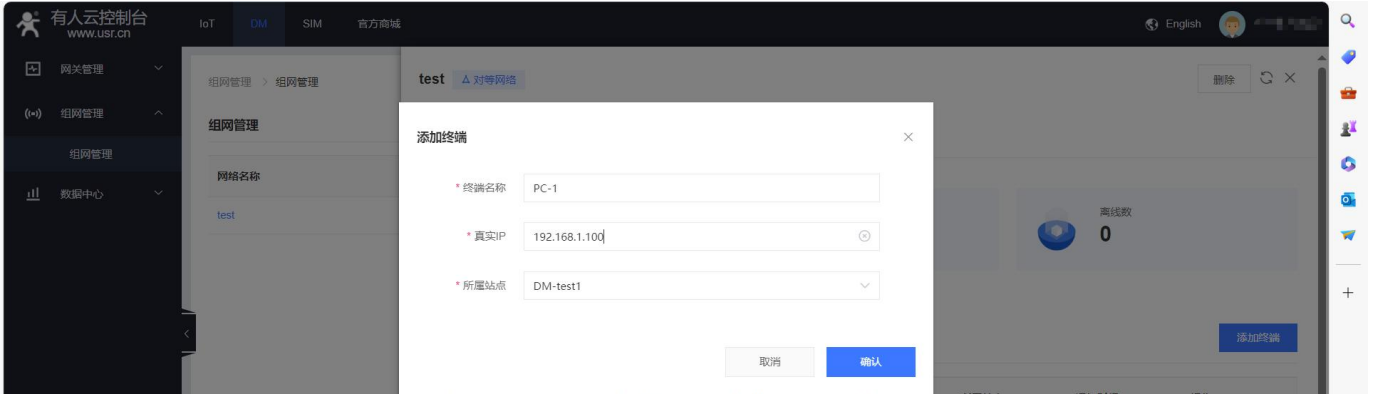 有人云控制台
www.usr.cn
IoT DM SIM 官方商城
English
网关管理
组网管理
组网管理
数据中心
组网管理 > 组网管理
组网管理
网络名称
test
test 对等网络
删除
添加终端
* 终端名称 PC-1
* 真实IP 192.168.1.100
* 所属站点 DM-test1
取消 确认
离线数
0
添加终端